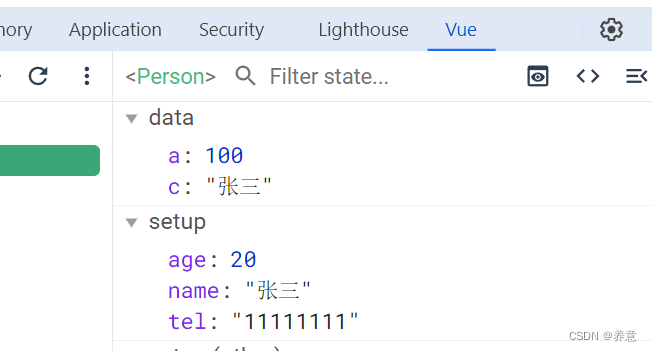 ory Application Security Lighthouse Vue
<Person> Filter state...
data
a: 100
c: "张三"
setup
age: 20
name: "张三"
tel: "11111111"
CSDN @养意